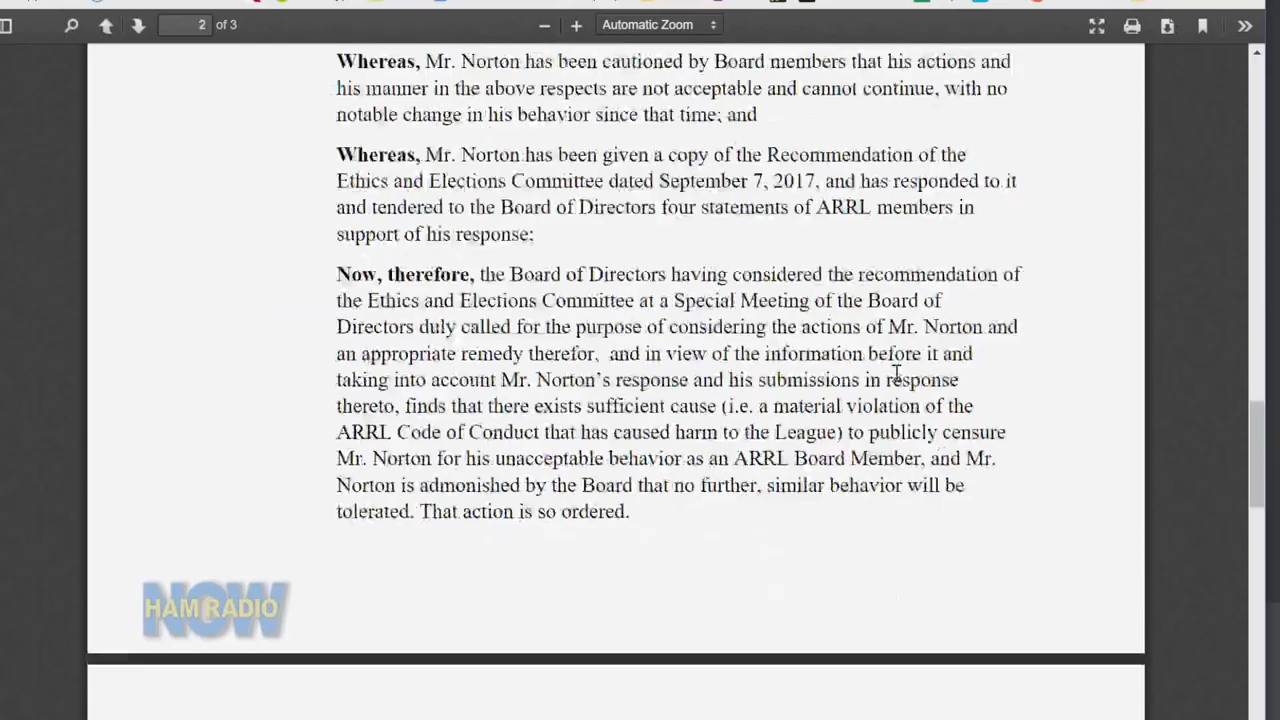 2 of 3
Automatic Zoom
Whereas, Mr. Norton has been cautioned by Board members that his actions and
his manner in the above respects are not acceptable and cannot continue, with no
notable change in his behavior since that time; and
Whereas, Mr. Norton has been given a copy of the Recommendation of the
Ethics and Elections Committee dated September 7, 2017, and has responded to it
and tendered to the Board of Directors four statements of ARRL members in
support of his response;
Now, therefore, the Board of Directors having considered the recommendation of
the Ethics and Elections Committee at a Special Meeting of the Board of
Directors duly called for the purpose of considering the actions of Mr. Norton and
an appropriate remedy therefor, and in view of the information before it and
taking into account Mr. Norton's response and his submissions in response
thereto, finds that there exists sufficient cause (i.e. a material violation of the
ARRL Code of Conduct that has caused harm to the League) to publicly censure
Mr. Norton for his unacceptable behavior as an ARRL Board Member, and Mr.
Norton is admonished by the Board that no further, similar behavior will be
tolerated. That action is so ordered.
HAM RADIO
NOW